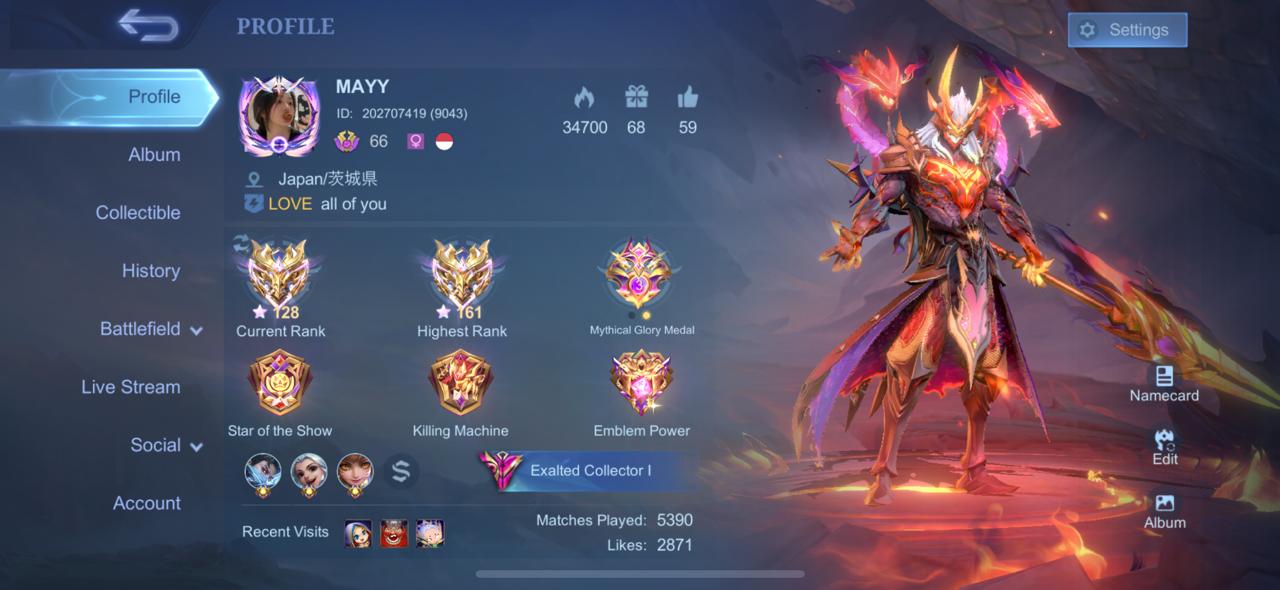 PROFILE
Settings
Profile
Album
Collectible
History
Battlefield
Live Stream
Social
Account
MAYY
ID: 202707419 (9043)
66
34700 68 59
Japan/茨城県
LOVE all of you
128
Current Rank
161
Highest Rank
3
Mythical Glory Medal
Star of the Show
Killing Machine
Emblem Power
Exalted Collector I
Recent Visits
Matches Played: 5390
Likes: 2871
Namecard
Edit
Album